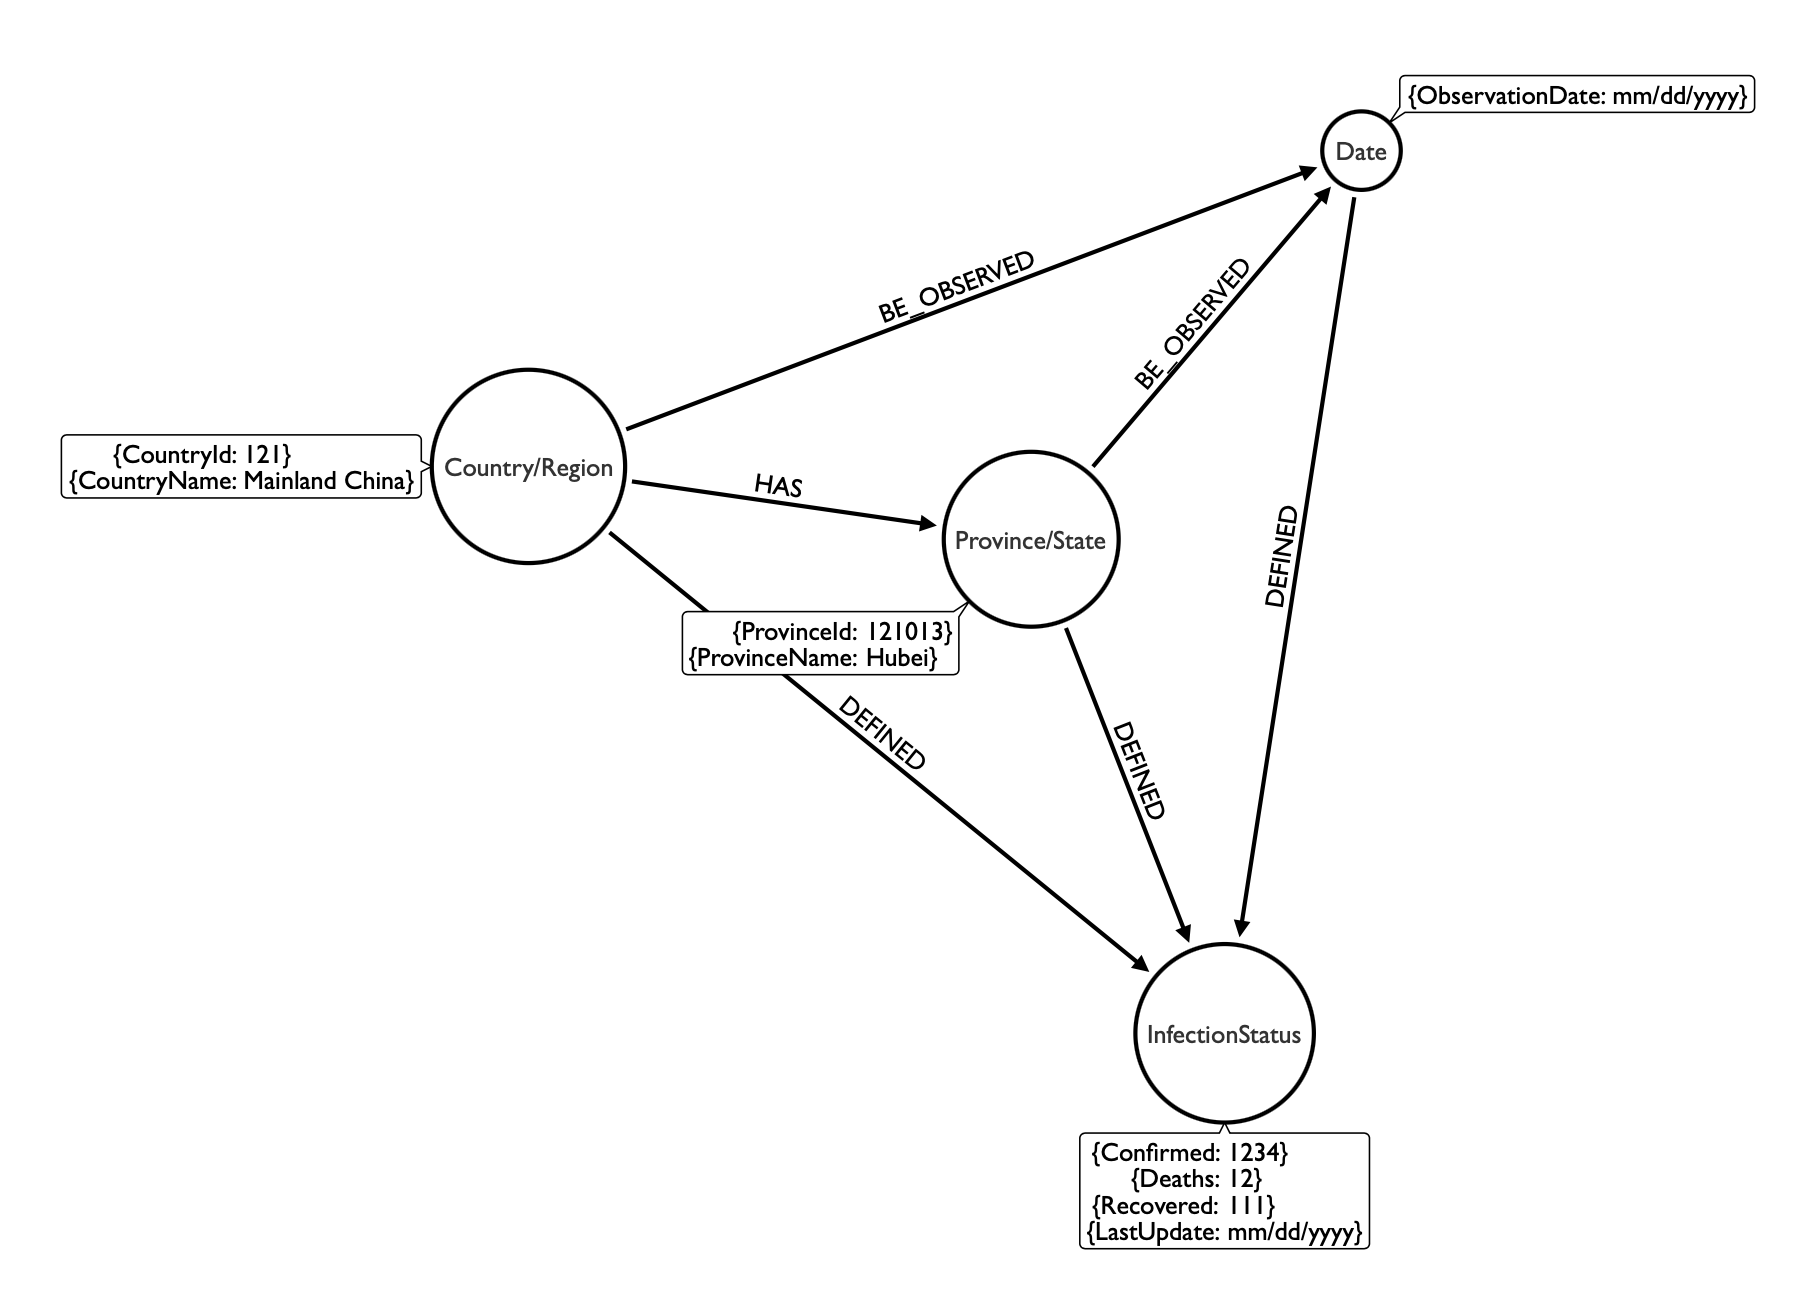 {ObservationDate: mm/dd/yyyy}
Date
BE_OBSERVED
BE_OBSERVED
{CountryId: 121}
{CountryName: Mainland China}
Country/Region
HAS
Province/State
DEFINED
{ProvinceId: 121013}
{ProvinceName: Hubei}
DEFINED
DEFINED
InfectionStatus
{Confirmed: 1234}
{Deaths: 12}
{Recovered: 111}
{LastUpdate: mm/dd/yyyy}